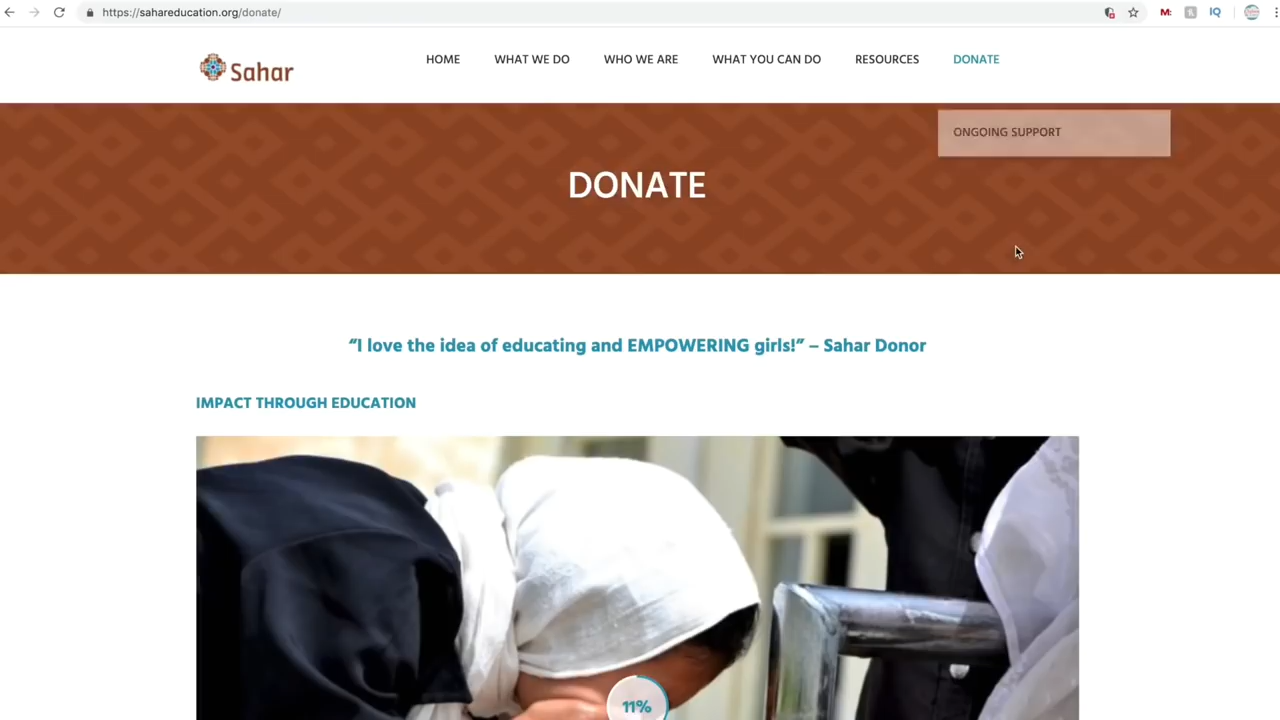 https://sahareducation.org/donate/
M:
IQ
Sahar
HOME
WHAT WE DO
WHO WE ARE
WHAT YOU CAN DO
RESOURCES
DONATE
ONGOING SUPPORT
DONATE
“I love the idea of educating and EMPOWERING girls!” – Sahar Donor
IMPACT THROUGH EDUCATION
11%